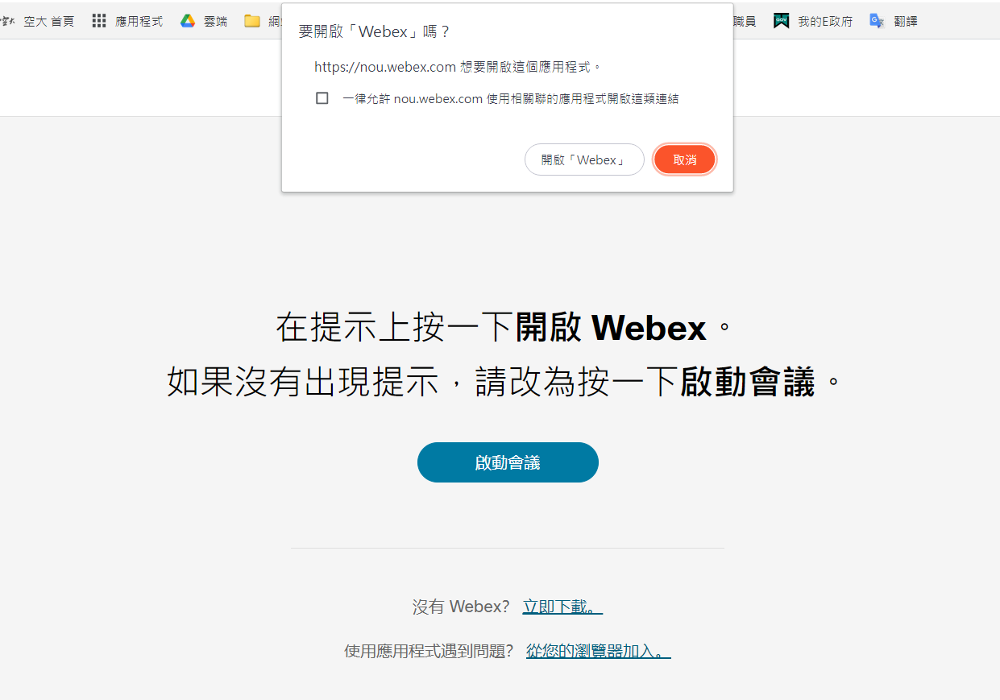 空大 首頁 應用程式 雲端 職員 我的E政府 翻譯
要開啟「Webex」嗎？
https://nou.webex.com 想要開啟這個應用程式。
一律允許 nou.webex.com 使用相關聯的應用程式開啟這類連結
開啟「Webex」 取消
在提示上按一下開啟 Webex。
如果沒有出現提示，請改為按一下啟動會議。
啟動會議
沒有 Webex? 立即下載。
使用應用程式遇到問題? 從您的瀏覽器加入。